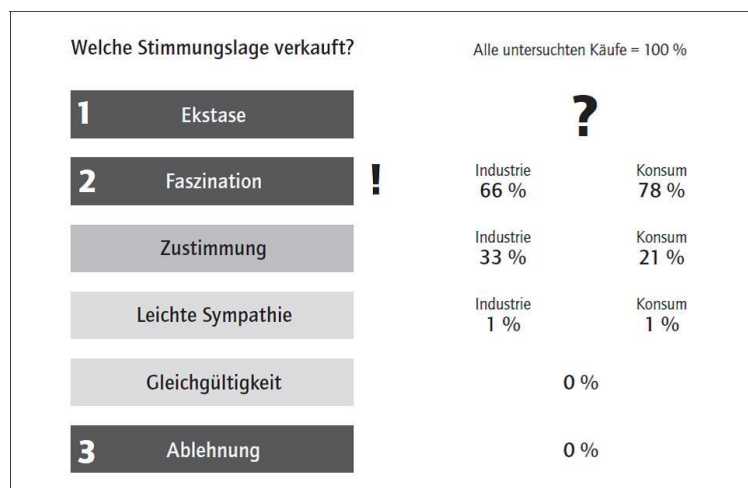 Welche Stimmungslage verkauft? Alle untersuchten Käufe = 100 %
1 Ekstase ?
2 Faszination ! Industrie 66 % Konsum 78 %
Zustimmung Industrie 33 % Konsum 21 %
Leichte Sympathie Industrie 1 % Konsum 1 %
Gleichgültigkeit 0 %
3 Ablehnung 0 %